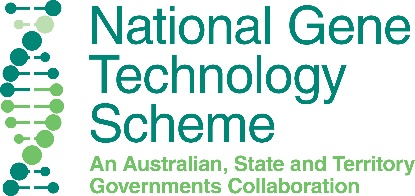 National Gene
Technology
Scheme
An Australian, State and Territory
Governments Collaboration